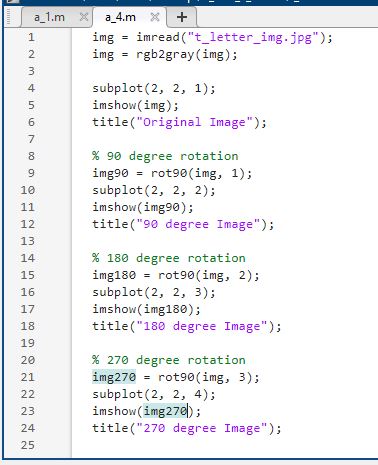 a_1.m × a_4.m × +
1 img = imread("t_letter_img.jpg");
2 img = rgb2gray(img);
3
4 subplot(2, 2, 1);
5 imshow(img);
6 title("Original Image");
7
8 % 90 degree rotation
9 img90 = rot90(img, 1);
10 subplot(2, 2, 2);
11 imshow(img90);
12 title("90 degree Image");
13
14 % 180 degree rotation
15 img180 = rot90(img, 2);
16 subplot(2, 2, 3);
17 imshow(img180);
18 title("180 degree Image");
19
20 % 270 degree rotation
21 img270 = rot90(img, 3);
22 subplot(2, 2, 4);
23 imshow(img270);
24 title("270 degree Image");
25